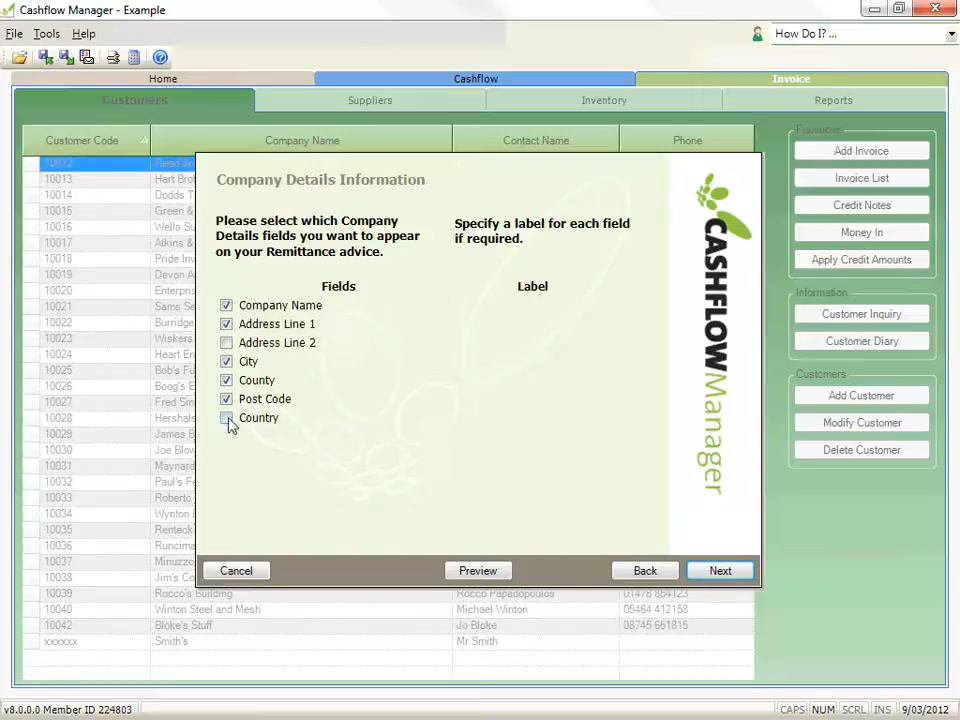 Cashflow Manager - Example
File Tools Help
How Do I? ...
Home Cashflow Invoice
Customers Suppliers Inventory Reports
Customer Code Company Name Contact Name Phone
10012
10013 Hart Bro
10014 Dodds T
10015 Green &
10016 Wells Su
10017 Atkins &
10018 Pride Inv
10019 Devon A
10020 Enterpris
10021 Sams Se
10022 Burridge
10023 Wiskers
10024 Heart En
10025 Bob's Fu
10026 Boog's E
10027 Fred Sm
10028 Hershals
10029 James B
10030 Joe Blow
10031 Maynard
10032 Paul's Fe
10033 Roberto
10034 Wynton E
10035 Renteck
10036 Runcima
10037 Minuzzo
10038 Jim's Co
10039 Rocco's Building Rocco Papadopoulos 01478 854123
10040 Winton Steel and Mesh Michael Winton 05464 412158
10042 Bloke's Stuff Jo Bloke 08745 651815
xxxxxx Smith's Mr Smith
Company Details Information
Please select which Company
Details fields you want to appear
on your Remittance advice.
Specify a label for each field
if required.
Fields Label
Company Name
Address Line 1
Address Line 2
City
County
Post Code
Country
CASHFLOW Manager
Cancel Preview Back Next
Functions
Add Invoice
Invoice List
Credit Notes
Money In
Apply Credit Amounts
Information
Customer Inquiry
Customer Diary
Customers
Add Customer
Modify Customer
Delete Customer
v8.0.0.0 Member ID 224803 CAPS NUM SCRL INS 9/03/2012